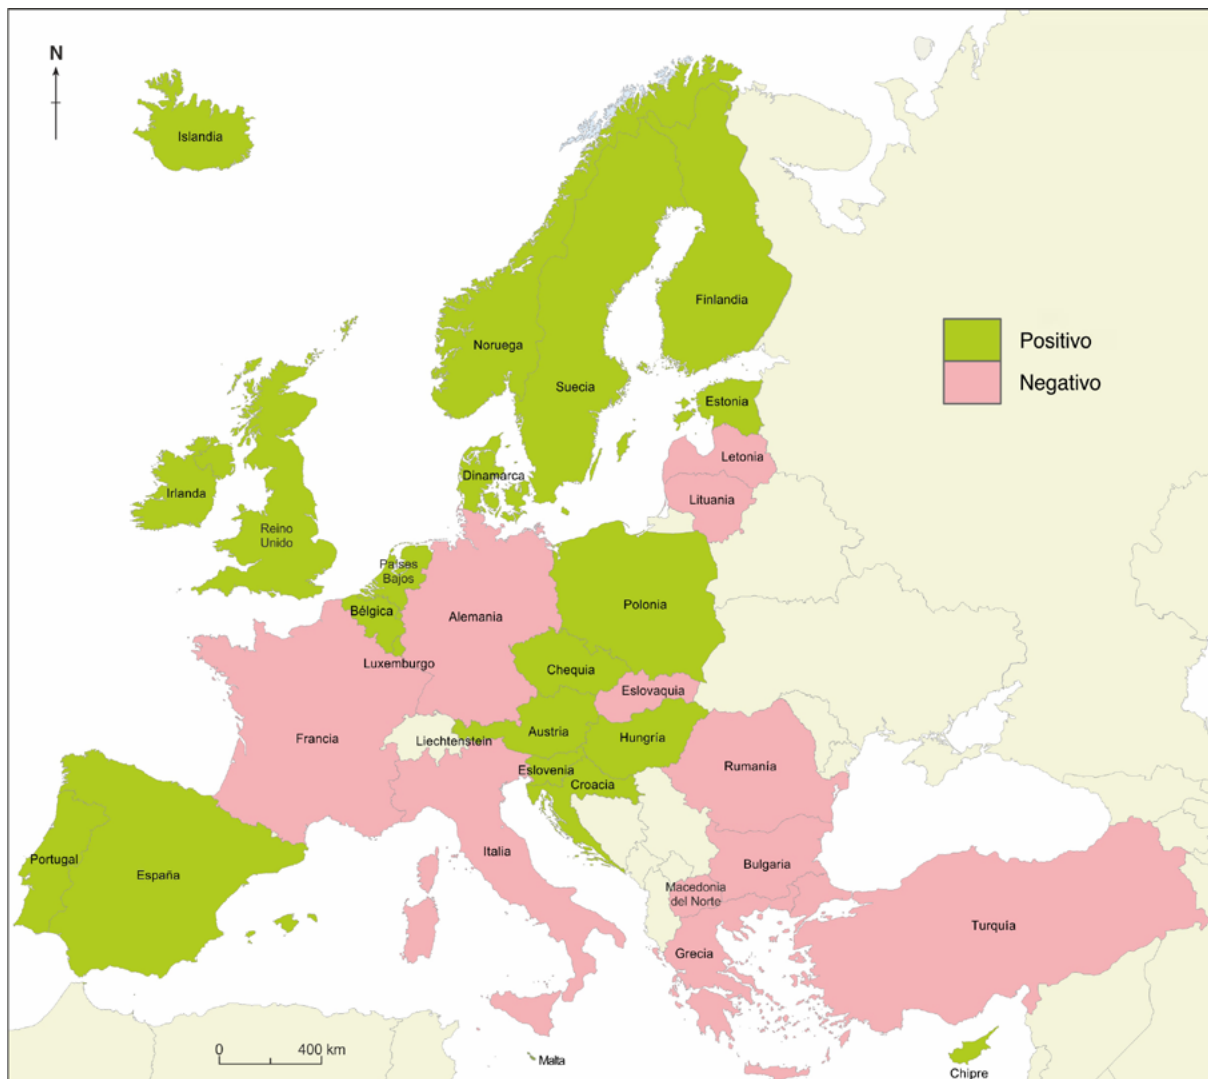 N
Islandia
Finlandia
Noruega
Positivo
Suecia
Negativo
Estonia
Letonia
Dinamarca
Irlanda
Lituania
Reino
Unido
Países
Bajos
Polonia
Bélgica
Alemania
Luxemburgo
Chequia
Eslovaquia
Francia
Liechtenstein
Austria
Hungría
Eslovenia
Rumanía
Croacia
Portugal
España
Italia
Bulgaria
Macedonia
del Norte
Turquía
Grecia
0 400 km
Malta
Chipre